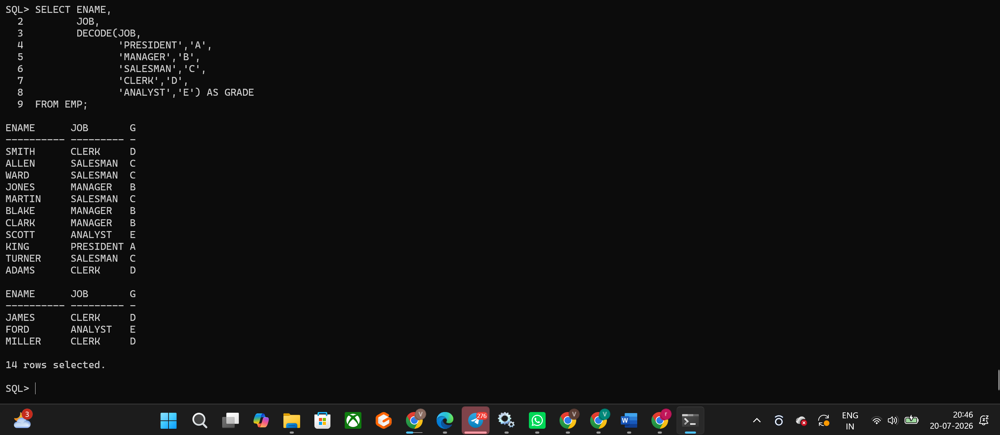 SQL> SELECT ENAME,
  2         JOB,
  3         DECODE(JOB,
  4                'PRESIDENT','A',
  5                'MANAGER','B',
  6                'SALESMAN','C',
  7                'CLERK','D',
  8                'ANALYST','E') AS GRADE
  9  FROM EMP;

ENAME      JOB       G
---------- --------- -
SMITH      CLERK     D
ALLEN      SALESMAN  C
WARD       SALESMAN  C
JONES      MANAGER   B
MARTIN     SALESMAN  C
BLAKE      MANAGER   B
CLARK      MANAGER   B
SCOTT      ANALYST   E
KING       PRESIDENT A
TURNER     SALESMAN  C
ADAMS      CLERK     D

ENAME      JOB       G
---------- --------- -
JAMES      CLERK     D
FORD       ANALYST   E
MILLER     CLERK     D

14 rows selected.

SQL>
3 V 276 V V W r ENG 20:46
IN 20-07-2026